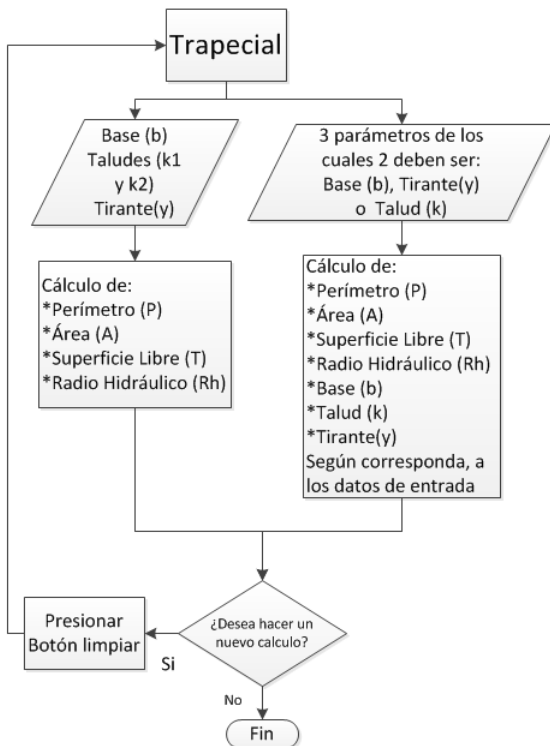 Trapecial
Base (b)
Taludes (k1
y k2)
Tirante(y)
3 parámetros de los
cuales 2 deben ser:
Base (b), Tirante(y)
o Talud (k)
Cálculo de:
*Perímetro (P)
*Área (A)
*Superficie Libre (T)
*Radio Hidráulico (Rh)
Cálculo de:
*Perímetro (P)
*Área (A)
*Superficie Libre (T)
*Radio Hidráulico (Rh)
*Base (b)
*Talud (k)
*Tirante(y)
Según corresponda, a
los datos de entrada
¿Desea hacer un
nuevo calculo?
Si
Presionar
Botón limpiar
No
Fin